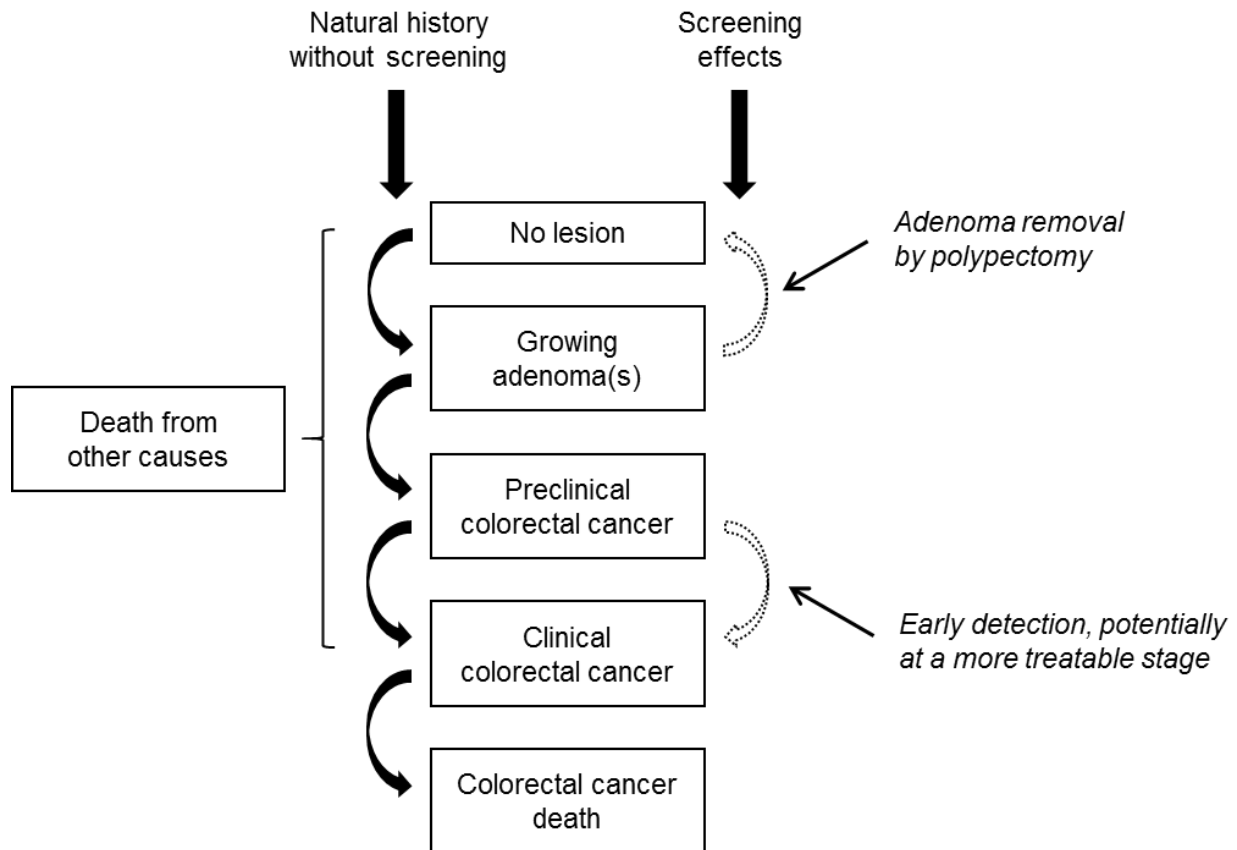 Natural history
without screening
Screening
effects
No lesion
Adenoma removal
by polypectomy
Growing
adenoma(s)
Death from
other causes
Preclinical
colorectal cancer
Clinical
colorectal cancer
Early detection, potentially
at a more treatable stage
Colorectal cancer
death